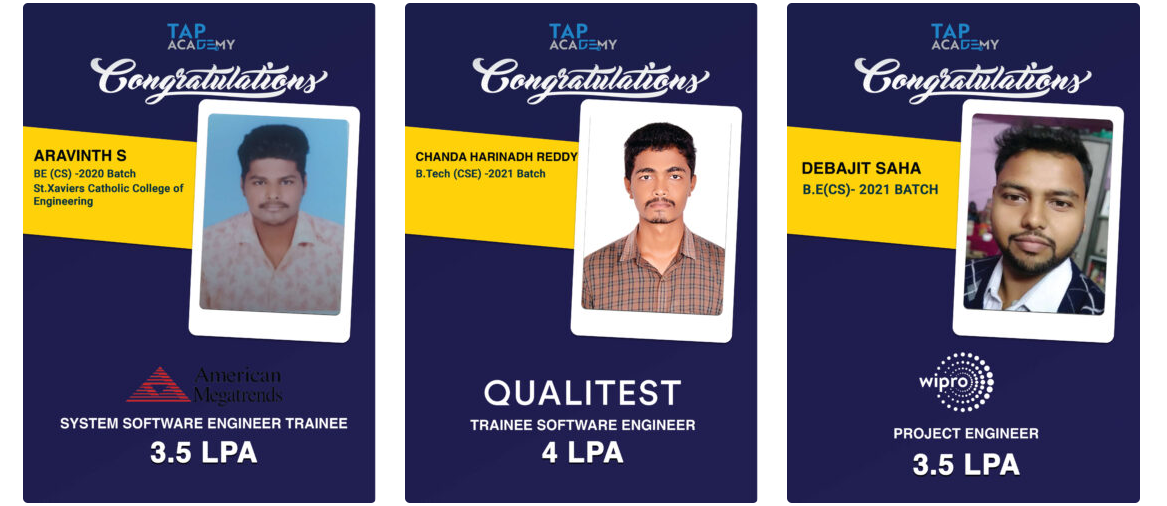 TAP
ACADEMY
Congratulations
ARAVINTH S
BE (CS) -2020 Batch
St.Xaviers Catholic College of
Engineering
American
Megatrends
SYSTEM SOFTWARE ENGINEER TRAINEE
3.5 LPA
TAP
ACADEMY
Congratulations
CHANDA HARINADH REDDY
B.Tech (CSE) -2021 Batch
QUALITEST
TRAINEE SOFTWARE ENGINEER
4 LPA
TAP
ACADEMY
Congratulations
DEBAJIT SAHA
B.E(CS)- 2021 BATCH
wipro
PROJECT ENGINEER
3.5 LPA